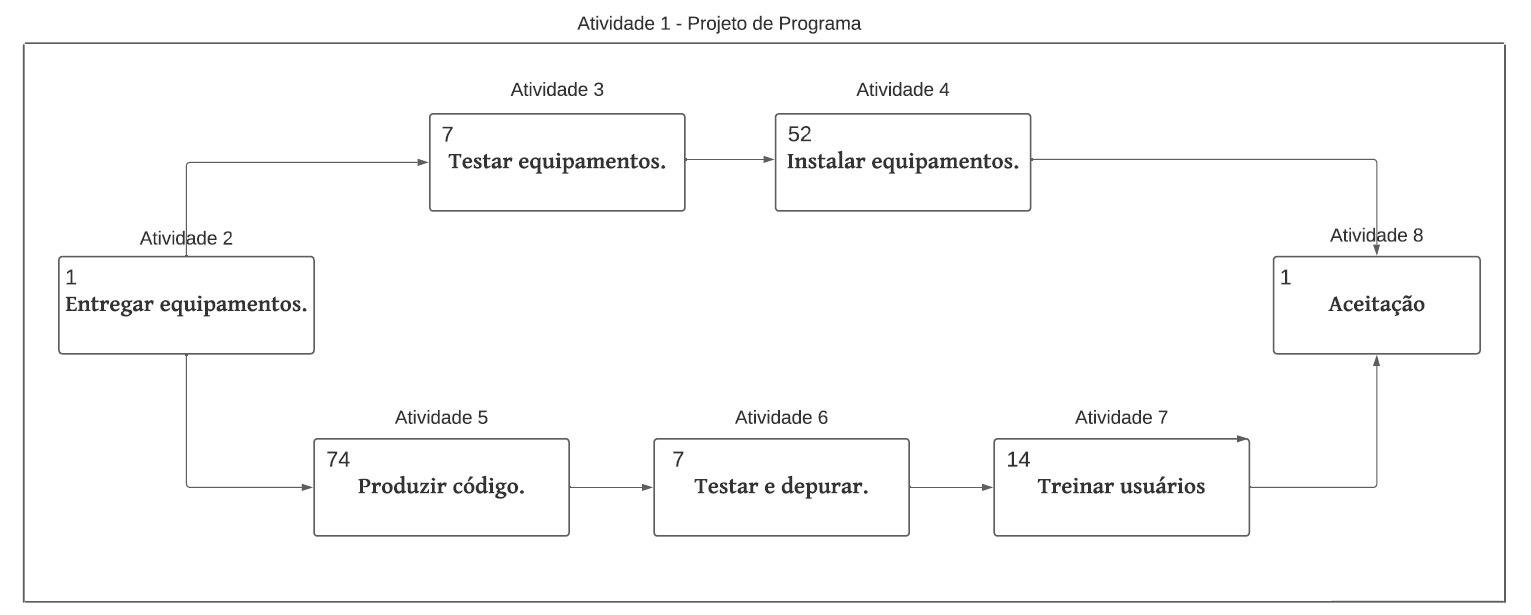 Atividade 1 - Projeto de Programa
Atividade 3
7
Testar equipamentos.
Atividade 4
52
Instalar equipamentos.
Atividade 2
1
Entregar equipamentos.
Atividade 8
1
Aceitação
Atividade 5
74
Produzir código.
Atividade 6
7
Testar e depurar.
Atividade 7
14
Treinar usuários